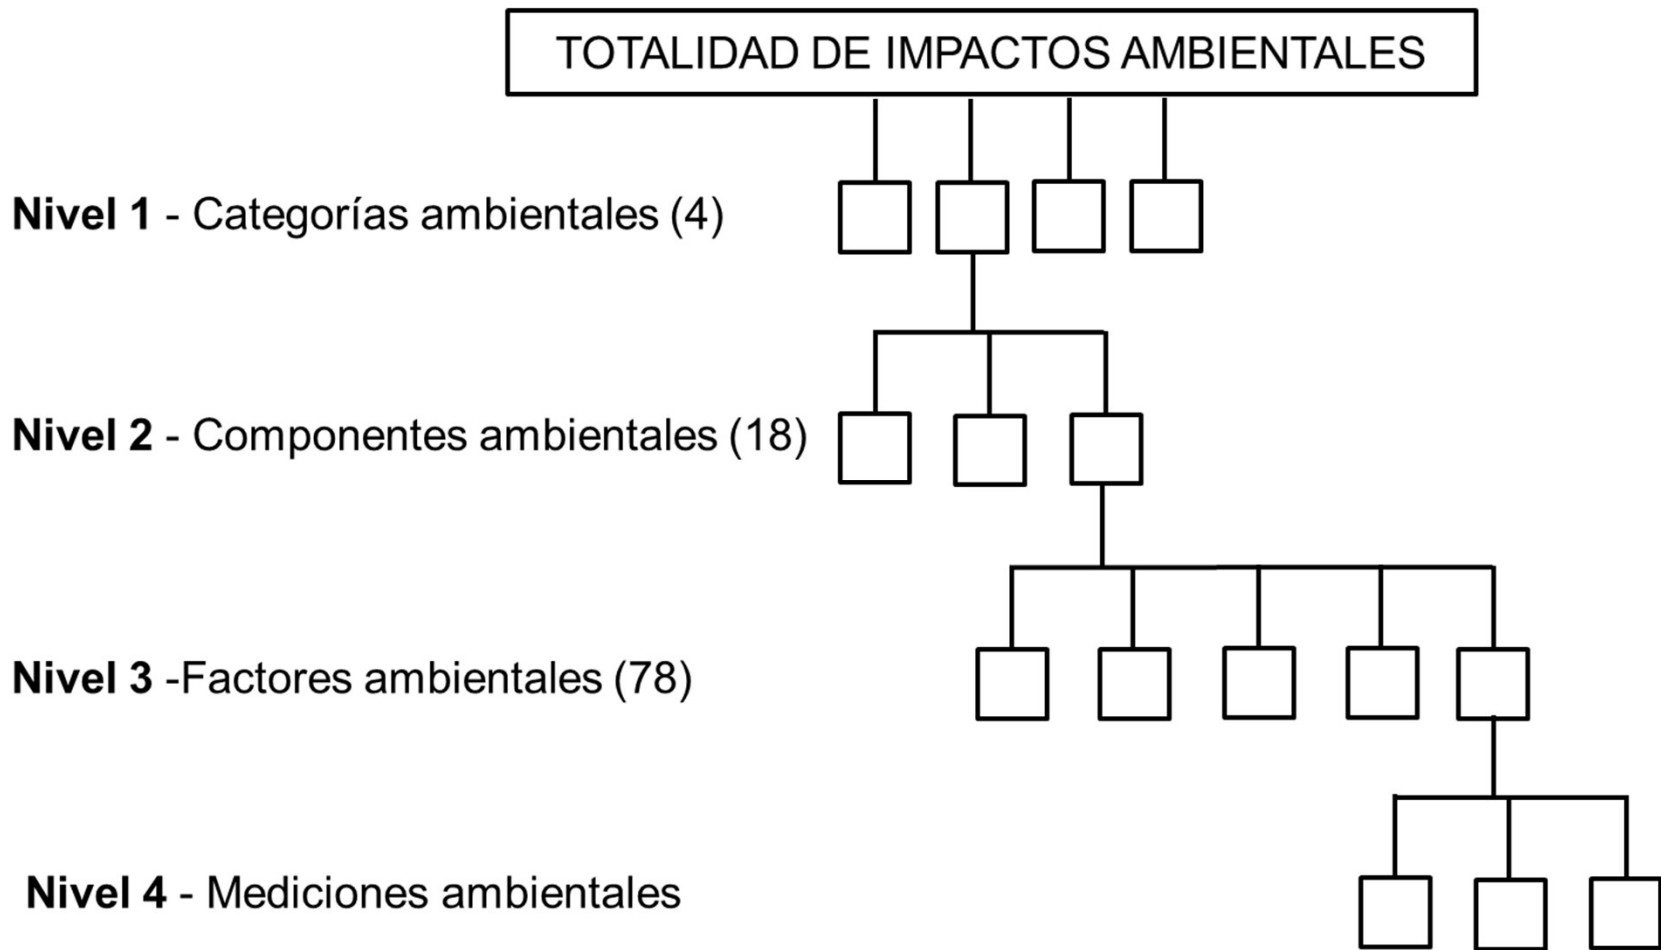 TOTALIDAD DE IMPACTOS AMBIENTALES
Nivel 1 - Categorías ambientales (4)
Nivel 2 - Componentes ambientales (18)
Nivel 3 -Factores ambientales (78)
Nivel 4 - Mediciones ambientales